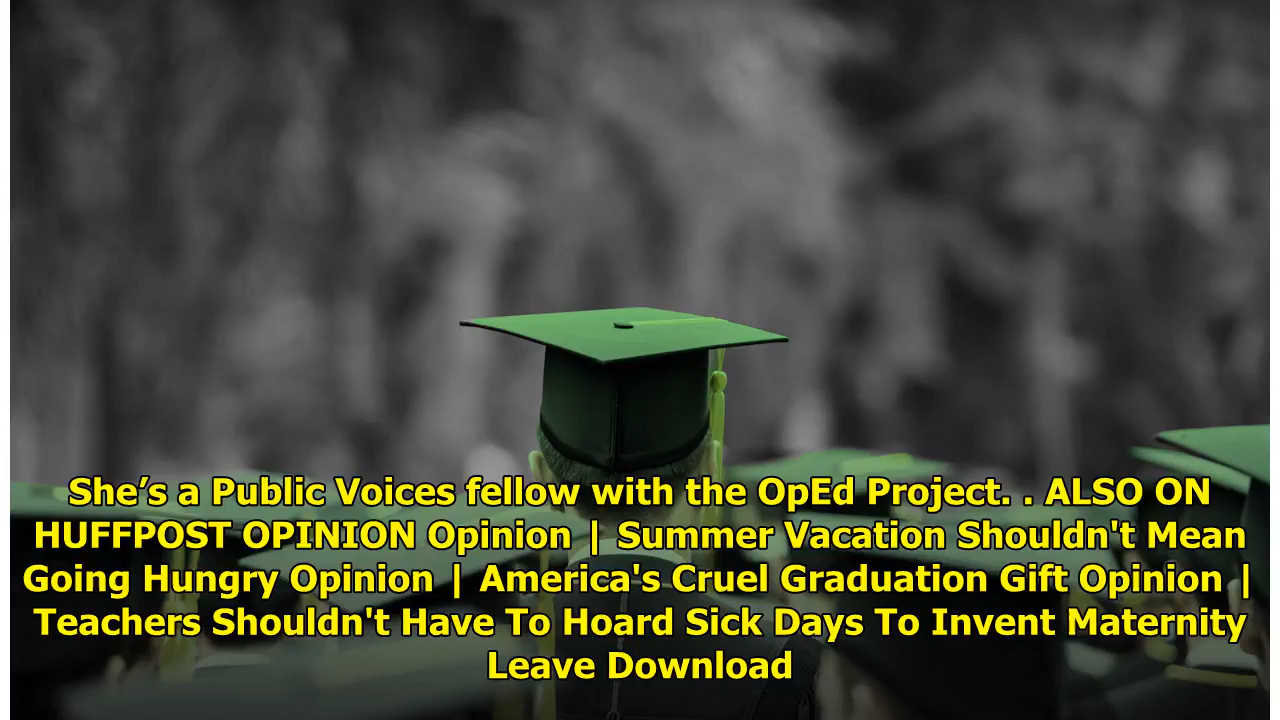 She’s a Public Voices fellow with the OpEd Project. . ALSO ON
HUFFPOST OPINION Opinion | Summer Vacation Shouldn't Mean
Going Hungry Opinion | America's Cruel Graduation Gift Opinion |
Teachers Shouldn't Have To Hoard Sick Days To Invent Maternity
Leave Download